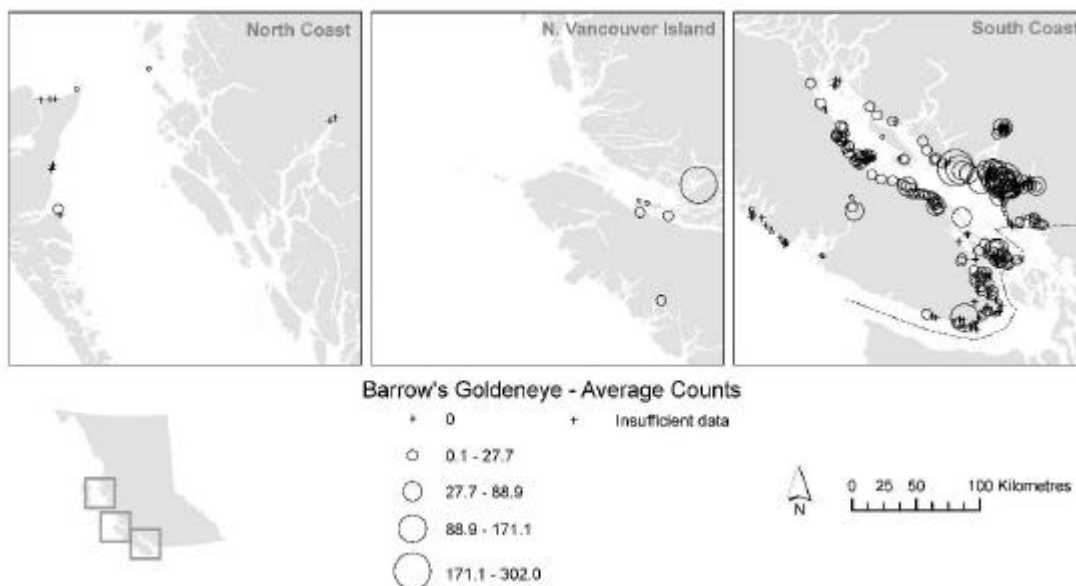 North Coast
N. Vancouver Island
South Coast
Barrow's Goldeneye - Average Counts
0
Insufficient data
0.1 - 27.7
27.7 - 88.9
88.9 - 171.1
171.1 - 302.0
0 25 50 100 Kilometres
N